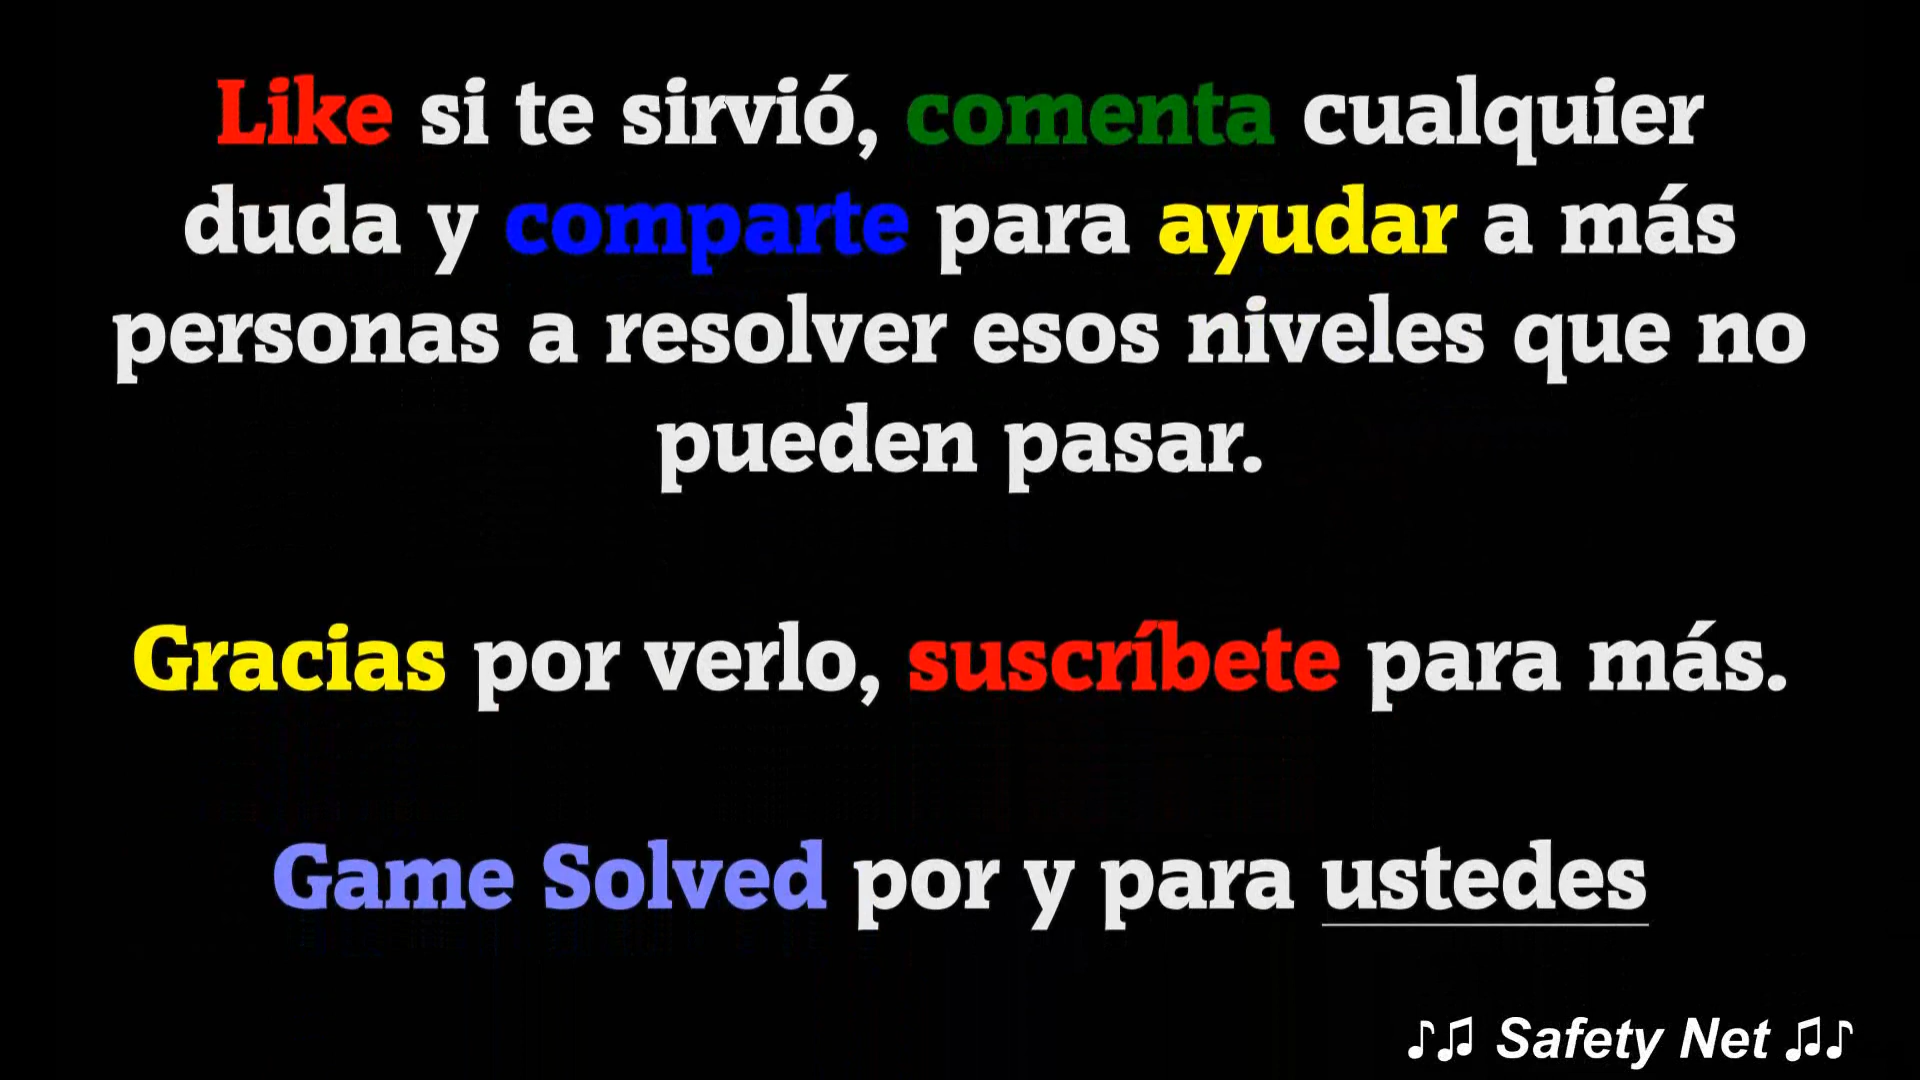 Like si te sirvió, comenta cualquier
duda y comparte para ayudar a más
personas a resolver esos niveles que no
pueden pasar.
Gracias por verlo, suscríbete para más.
Game Solved por y para ustedes
♪♫ Safety Net ♫♪